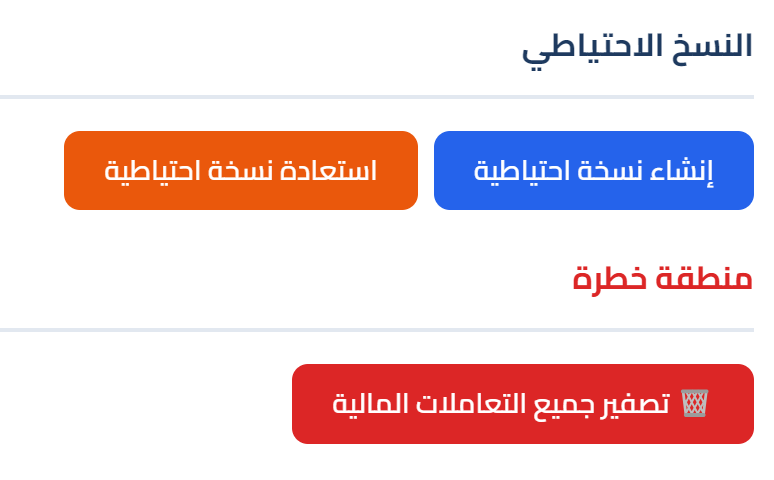 النسخ الاحتياطي
إنشاء نسخة احتياطية
استعادة نسخة احتياطية
منطقة خطرة
🗑️ تصفير جميع التعاملات المالية